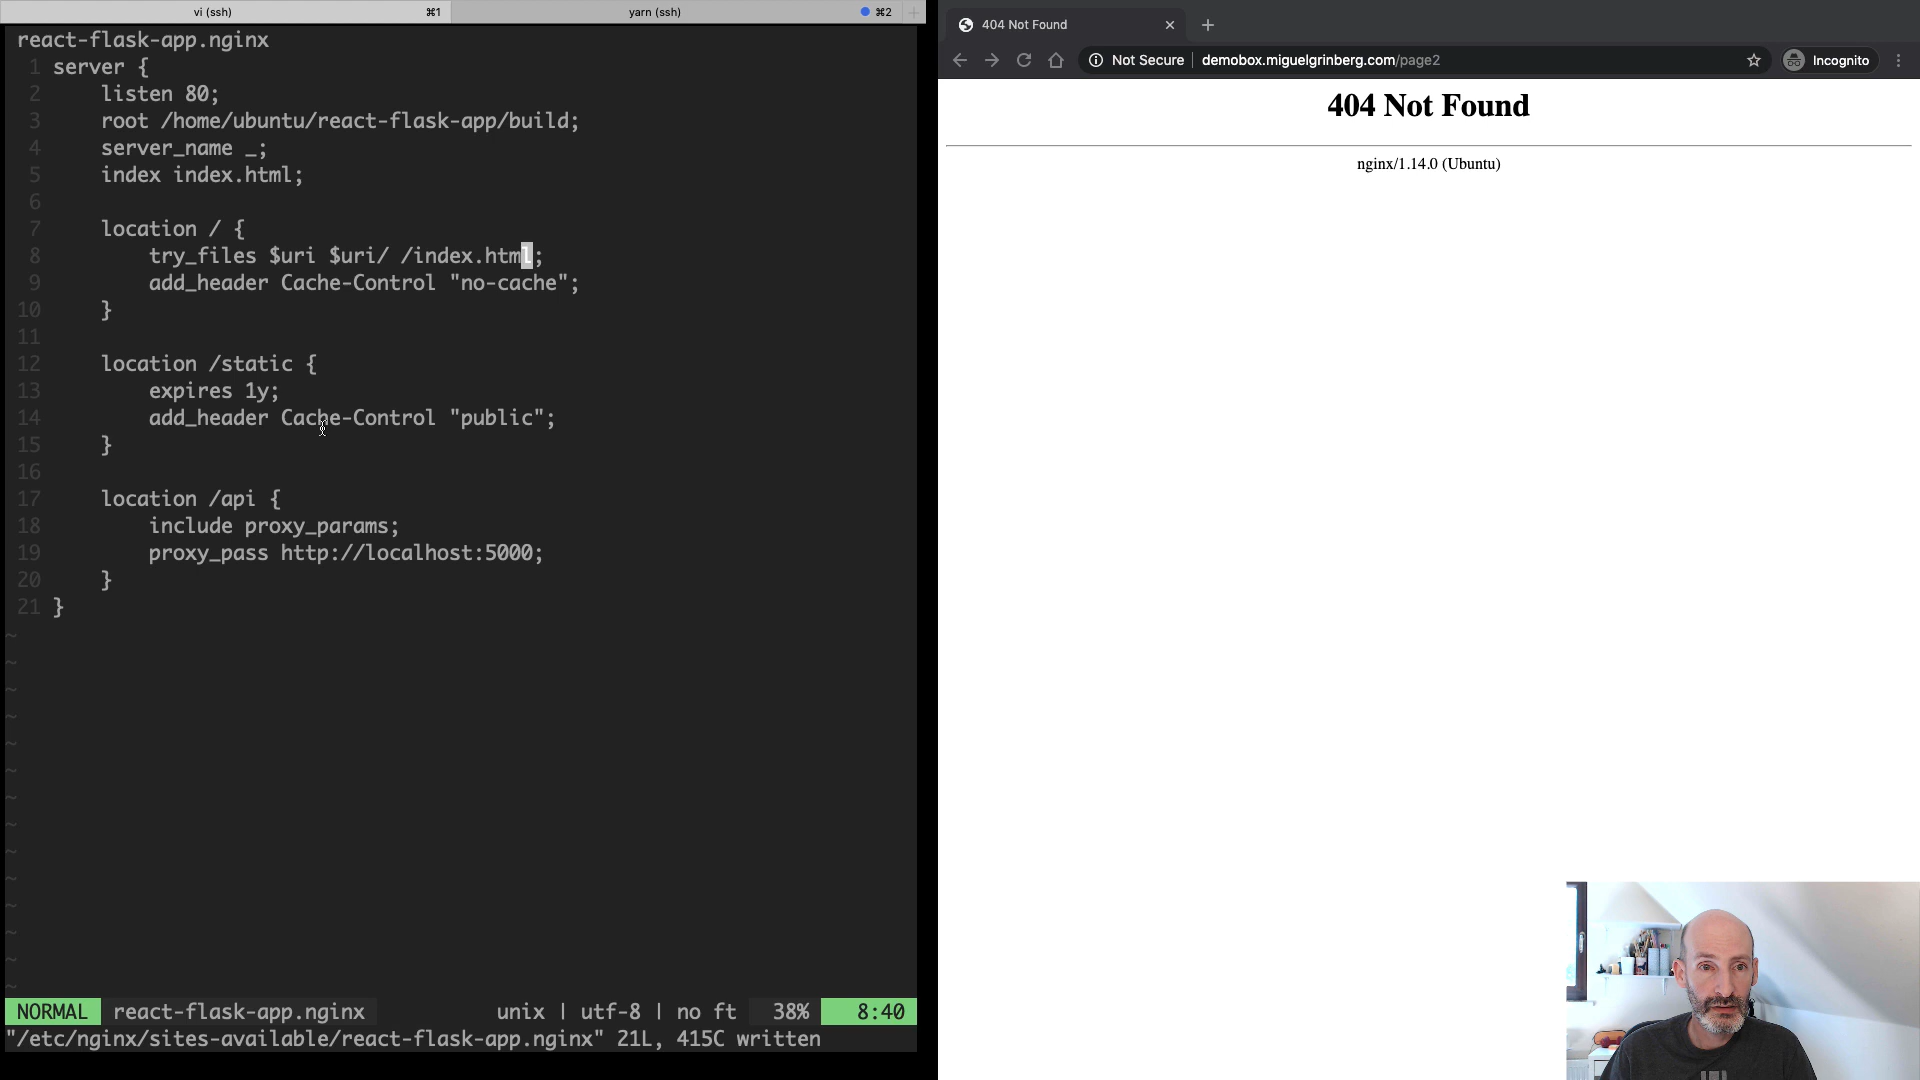 vi (ssh) ⌘1 yarn (ssh) ⌘2
react-flask-app.nginx
1 server {
2 listen 80;
3 root /home/ubuntu/react-flask-app/build;
4 server_name _;
5 index index.html;
6
7 location / {
8 try_files $uri $uri/ /index.html;
9 add_header Cache-Control "no-cache";
10 }
11
12 location /static {
13 expires 1y;
14 add_header Cache-Control "public";
15 }
16
17 location /api {
18 include proxy_params;
19 proxy_pass http://localhost:5000;
20 }
21 }
~
~
~
~
~
~
~
~
~
~
~
~
~
~
NORMAL react-flask-app.nginx unix | utf-8 | no ft 38% 8:40
"/etc/nginx/sites-available/react-flask-app.nginx" 21L, 415C written
404 Not Found
Not Secure demobox.miguelgrinberg.com/page2 Incognito
404 Not Found
nginx/1.14.0 (Ubuntu)